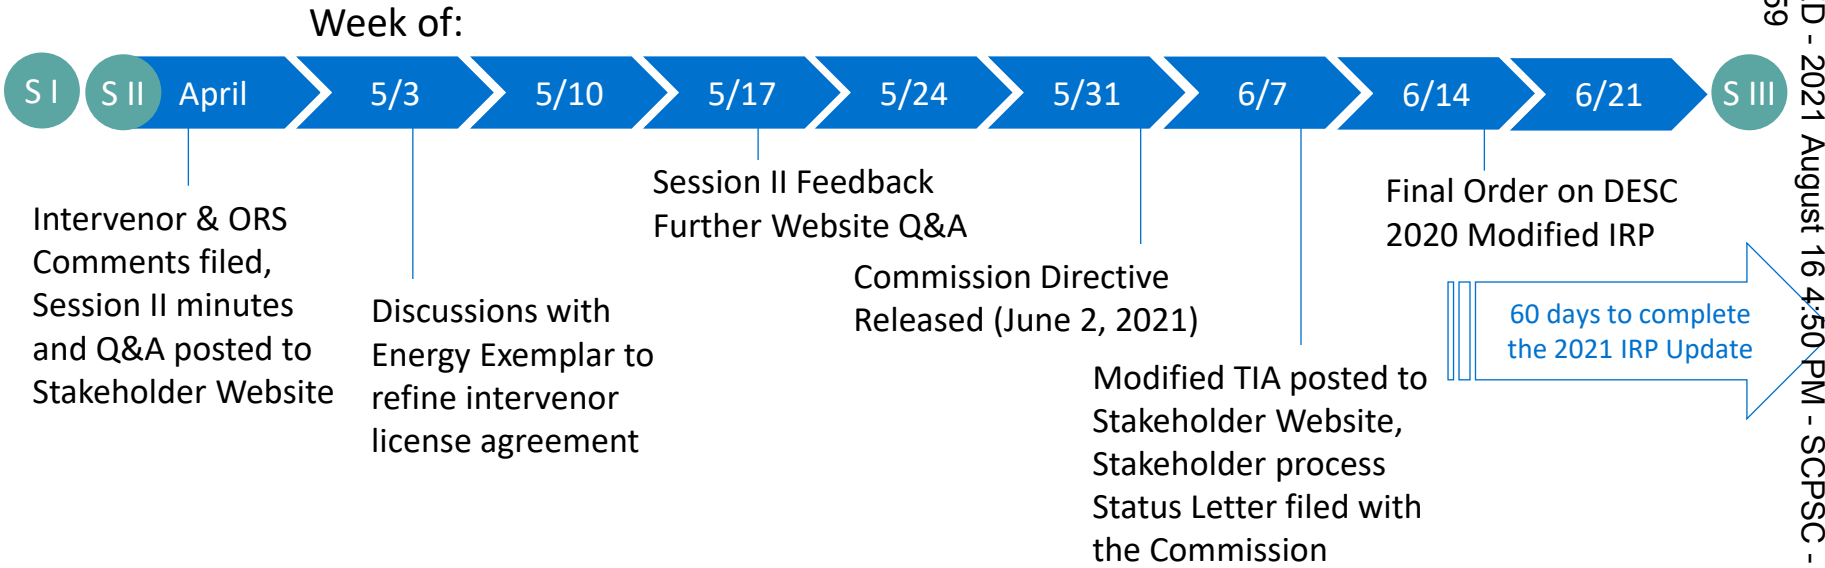 Week of:
S I
S II
April
5/3
5/10
5/17
5/24
5/31
6/7
6/14
6/21
S III
Intervenor & ORS
Comments filed,
Session II minutes
and Q&A posted to
Stakeholder Website
Discussions with
Energy Exemplar to
refine intervenor
license agreement
Session II Feedback
Further Website Q&A
Commission Directive
Released (June 2, 2021)
Modified TIA posted to
Stakeholder Website,
Stakeholder process
Status Letter filed with
the Commission
Final Order on DESC
2020 Modified IRP
60 days to complete
the 2021 IRP Update
- 2021 August 16 4:50 PM - SCPSC -